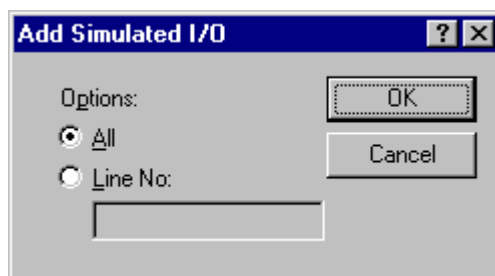 Add Simulated I/O
? ×
Options:
OK
All
Cancel
Line No: